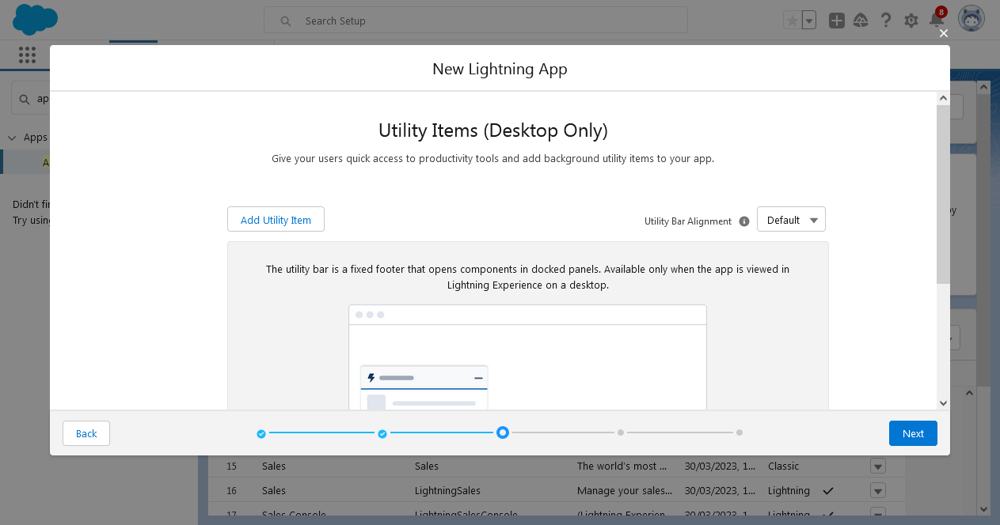 Search Setup
8
New Lightning App
ap
Utility Items (Desktop Only)
Give your users quick access to productivity tools and add background utility items to your app.
Apps
A
Didn't fi
Try using
Add Utility Item
Utility Bar Alignment
Default
y
The utility bar is a fixed footer that opens components in docked panels. Available only when the app is viewed in
Lightning Experience on a desktop.
Back
Next
15 Sales Sales The world's most ... 30/03/2023, 1... Classic
16 Sales LightningSales Manage your sales... 30/03/2023, 1... Lightning
17 Sales Console LightningSalesConsole (Lightning Experien... 30/03/2023, 1... Lightning